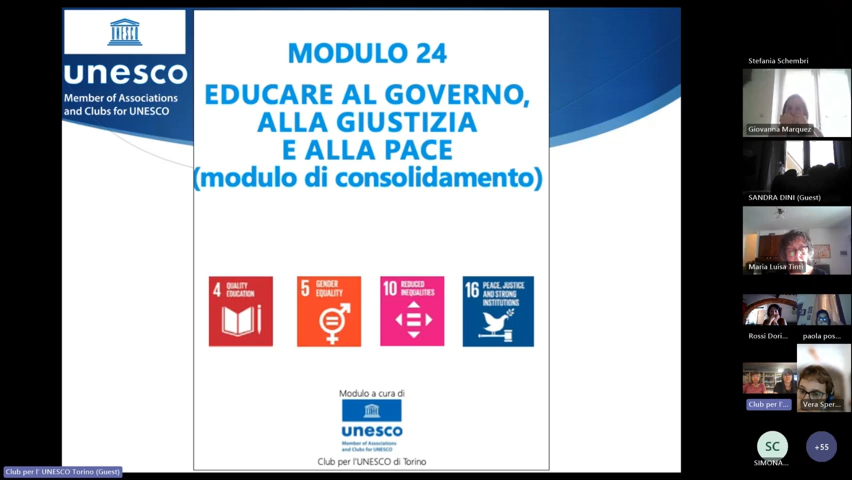 unesco
Member of Associations
and Clubs for UNESCO
MODULO 24
EDUCARE AL GOVERNO,
ALLA GIUSTIZIA
E ALLA PACE
(modulo di consolidamento)
4 QUALITY
EDUCATION
5 GENDER
EQUALITY
10 REDUCED
INEQUALITIES
16 PEACE, JUSTICE
AND STRONG
INSTITUTIONS
Modulo a cura di
unesco
Member of Associations
and Clubs for UNESCO
Club per l'UNESCO di Torino
Club per l' UNESCO Torino (Guest)
Stefania Schembri
Giovanna Marquez
SANDRA DINI (Guest)
Maria Luisa Tinti
Rossi Dori...
paola pos...
Club per l'...
Vera Sper...
SC
SIMONA...
+55